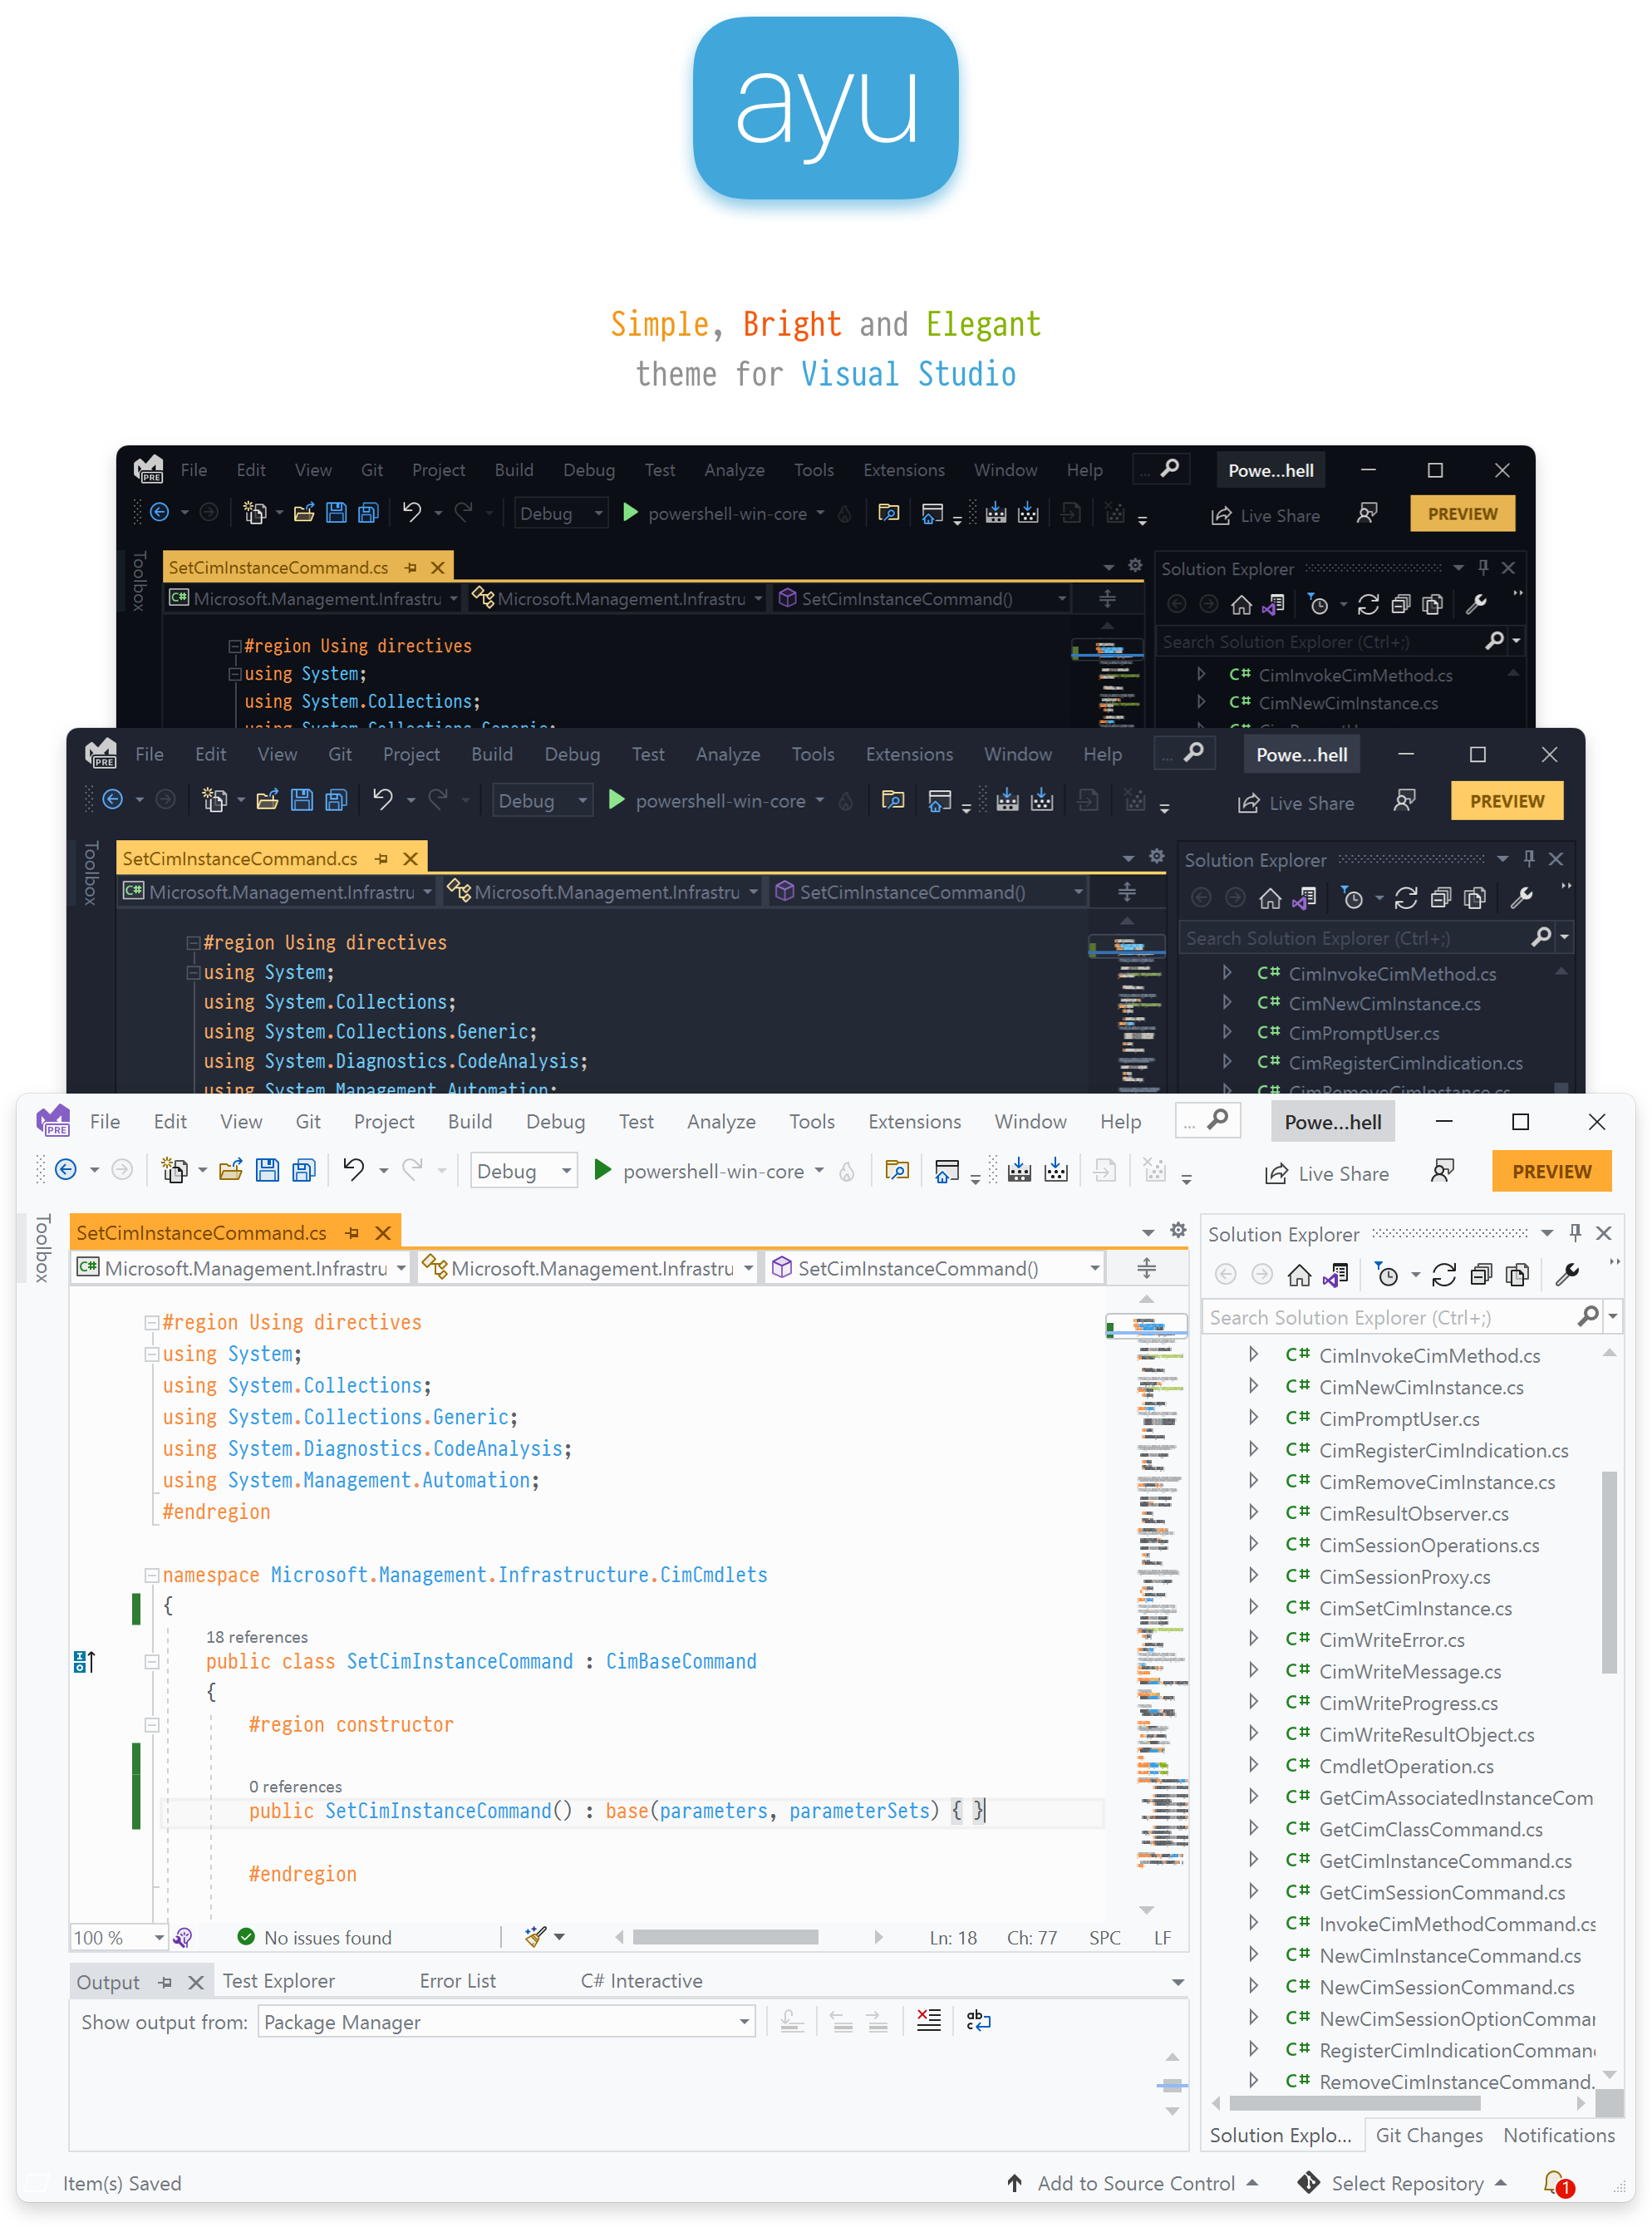 ayu
Simple, Bright and Elegant
theme for Visual Studio
PRE File Edit View Git Project Build Debug Test Analyze Tools Extensions Window Help ... Powe...hell
Debug powershell-win-core Live Share PREVIEW
Toolbox
SetCimInstanceCommand.cs
Solution Explorer
C# Microsoft.Management.Infrastru Microsoft.Management.Infrastru SetCimInstanceCommand()
Search Solution Explorer (Ctrl+;)
#region Using directives
using System;
using System.Collections;
using System.Collections.Generic;
C# CimInvokeCimMethod.cs
C# CimNewCimInstance.cs
PRE File Edit View Git Project Build Debug Test Analyze Tools Extensions Window Help ... Powe...hell
Debug powershell-win-core Live Share PREVIEW
Toolbox
SetCimInstanceCommand.cs
Solution Explorer
C# Microsoft.Management.Infrastru Microsoft.Management.Infrastru SetCimInstanceCommand()
Search Solution Explorer (Ctrl+;)
#region Using directives
using System;
using System.Collections;
using System.Collections.Generic;
using System.Diagnostics.CodeAnalysis;
using System.Management.Automation;
C# CimInvokeCimMethod.cs
C# CimNewCimInstance.cs
C# CimPromptUser.cs
C# CimRegisterCimIndication.cs
C# CimRemoveCimInstance.cs
PRE File Edit View Git Project Build Debug Test Analyze Tools Extensions Window Help ... Powe...hell
Debug powershell-win-core Live Share PREVIEW
Toolbox
SetCimInstanceCommand.cs
C# Microsoft.Management.Infrastru Microsoft.Management.Infrastru SetCimInstanceCommand()
#region Using directives
using System;
using System.Collections;
using System.Collections.Generic;
using System.Diagnostics.CodeAnalysis;
using System.Management.Automation;
#endregion
namespace Microsoft.Management.Infrastructure.CimCmdlets
{
18 references
public class SetCimInstanceCommand : CimBaseCommand
{
#region constructor
0 references
public SetCimInstanceCommand() : base(parameters, parameterSets) { }
#endregion
100 % No issues found Ln: 18 Ch: 77 SPC LF
Output Test Explorer Error List C# Interactive
Show output from: Package Manager
Solution Explorer
Search Solution Explorer (Ctrl+;)
C# CimInvokeCimMethod.cs
C# CimNewCimInstance.cs
C# CimPromptUser.cs
C# CimRegisterCimIndication.cs
C# CimRemoveCimInstance.cs
C# CimResultObserver.cs
C# CimSessionOperations.cs
C# CimSessionProxy.cs
C# CimSetCimInstance.cs
C# CimWriteError.cs
C# CimWriteMessage.cs
C# CimWriteProgress.cs
C# CimWriteResultObject.cs
C# CmdletOperation.cs
C# GetCimAssociatedInstanceCom
C# GetCimClassCommand.cs
C# GetCimInstanceCommand.cs
C# GetCimSessionCommand.cs
C# InvokeCimMethodCommand.cs
C# NewCimInstanceCommand.cs
C# NewCimSessionCommand.cs
C# NewCimSessionOptionComman
C# RegisterCimIndicationComman
C# RemoveCimInstanceCommand.
Solution Explo... Git Changes Notifications
Item(s) Saved Add to Source Control Select Repository 1